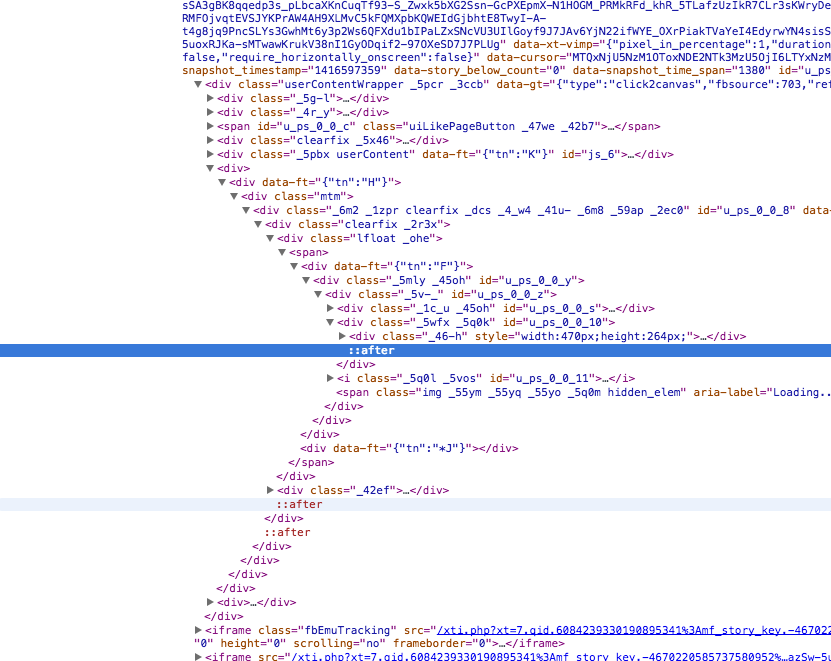 sSA3gBK8qqedp3s_pLbcaXKnCuqTf93-S_Zwxk5bXG2Ssn-GcPXEpmX-N1HOGM_PRMkRFd_khR_5TLafzUzIkR7CLr3sKWryDe
RMFOjvqtEVSJYKPrAW4AH9XLMvC5kFQMXpbKQWEIdGjbhtE8TwyI-A-
t4g8jq9PncSLYs3GwhMt6y3p2Ws6QFXdu1bIPaLZxSNcVU3UIlGoyf9J7JAv6YjN22ifWYE_OXrPiakTVaYeI4EdyrwYN4sisS
5uoxRJKa-sMTwawKrukV38nI1GyODqif2-97OXeSD7J7PLUg" data-xt-vimp="{"pixel_in_percentage":1,"duration
false,"require_horizontally_onscreen":false}" data-cursor="MTQxNjU5NzM1OToxNDE2NTk3MzU5OjI6LTYxNzM
snapshot_timestamp="1416597359" data-story_below_count="0" data-snapshot_time_span="1380" id="u_ps
<div class="userContentWrapper _5pcr _3ccb" data-gt="{"type":"click2canvas","fbsource":703,"ref
<div class="_5g-l">…</div>
<div class="_4r_y">…</div>
<span id="u_ps_0_0_c" class="uiLikePageButton _47we _42b7">…</span>
<div class="clearfix _5x46">…</div>
<div class="_5pbx userContent" data-ft="{"tn":"K"}" id="js_6">…</div>
<div>
<div data-ft="{"tn":"H"}">
<div class="mtm">
<div class="_6m2 _1zpr clearfix _dcs _4_w4 _41u- _6m8 _59ap _2ec0" id="u_ps_0_0_8" data-
<div class="clearfix _2r3x">
<div class="lfloat _ohe">
<span>
<div data-ft="{"tn":"F"}">
<div class="_5mly _45oh" id="u_ps_0_0_y">
<div class="_5v-_" id="u_ps_0_0_z">
<div class="_1c_u _45oh" id="u_ps_0_0_s">…</div>
<div class="_5wfx _5q0k" id="u_ps_0_0_10">
<div class="_46-h" style="width:470px;height:264px;">…</div>
::after
</div>
<i class="_5q0l _5vos" id="u_ps_0_0_11">…</i>
<span class="img _55ym _55yq _55yo _5q0m hidden_elem" aria-label="Loading..
</div>
</div>
</div>
<div data-ft="{"tn":"*J"}"></div>
</span>
</div>
<div class="_42ef">…</div>
::after
</div>
::after
</div>
</div>
</div>
</div>
<div>…</div>
</div>
<iframe class="fbEmuTracking" src="/xti.php?xt=7.qid.6084239330190895341%3Amf_story_key.-467022
"0" height="0" scrolling="no" frameborder="0">…</iframe>
<iframe src="/xti.php?xt=7.qid.6084239330190895341%3Amf_story_key.-4670220585737580952%…azSw-5u